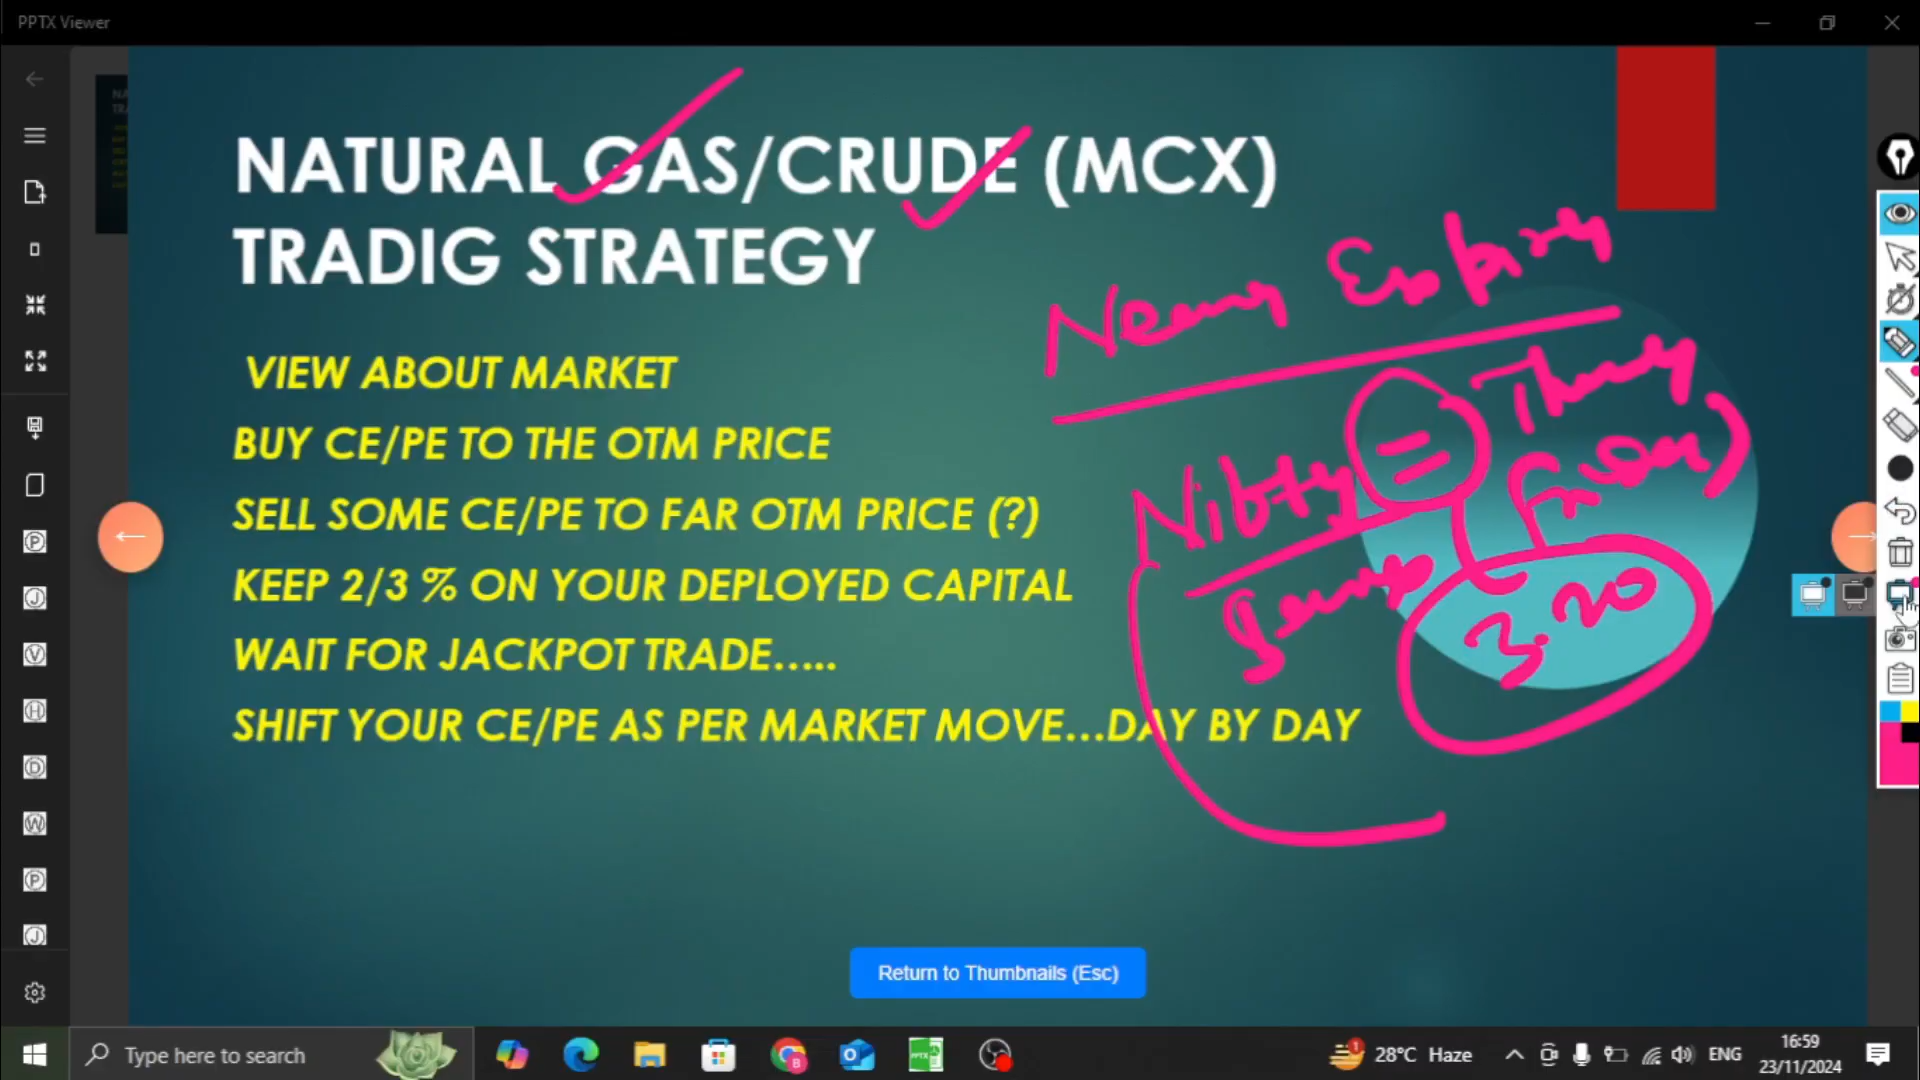 PPTX Viewer
NATURAL GAS/CRUDE (MCX)
TRADIG STRATEGY
VIEW ABOUT MARKET
BUY CE/PE TO THE OTM PRICE
SELL SOME CE/PE TO FAR OTM PRICE (?)
KEEP 2/3 % ON YOUR DEPLOYED CAPITAL
WAIT FOR JACKPOT TRADE.....
SHIFT YOUR CE/PE AS PER MARKET MOVE...DAY BY DAY
Expiry
Nifty =
3.20
Return to Thumbnails (Esc)
Type here to search
28°C Haze
ENG
16:59
23/11/2024